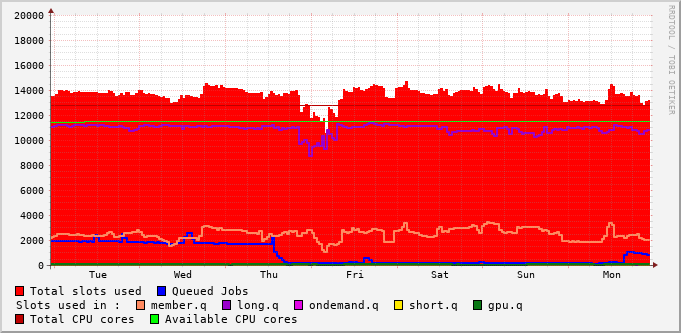 20000
18000
16000
14000
12000
10000
8000
6000
4000
2000
0
Tue Wed Thu Fri Sat Sun Mon
Total slots used Queued Jobs
Slots used in : member.q long.q ondemand.q short.q gpu.q
Total CPU cores Available CPU cores
RRDTOOL / TOBI OETIKER